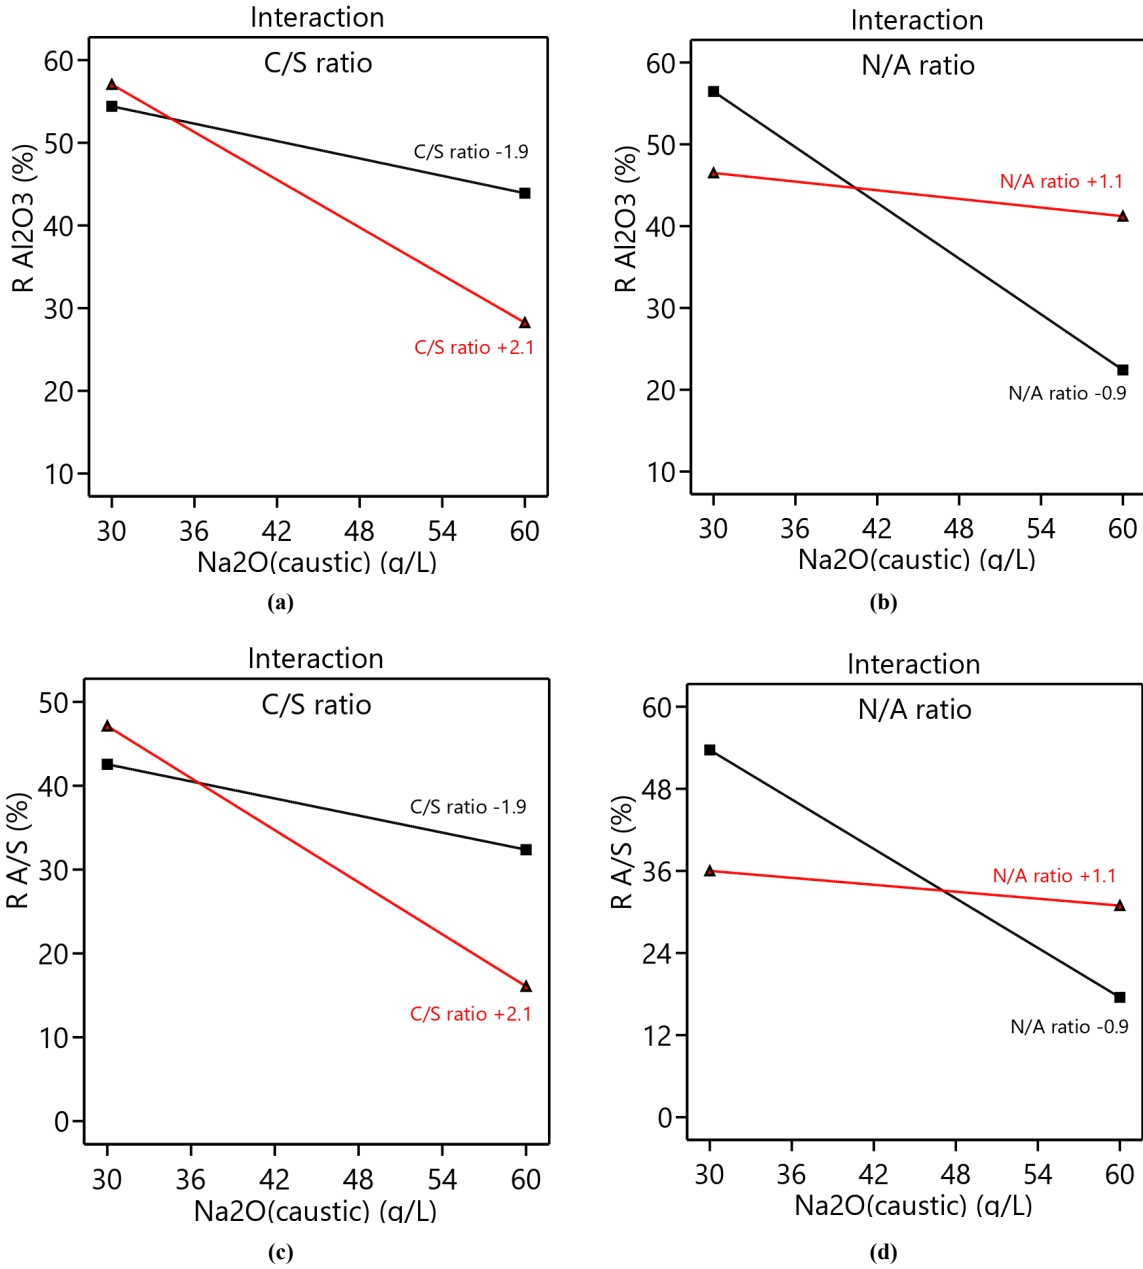 Interaction
C/S ratio
R Al2O3 (%)
60
50
40
30
20
10
C/S ratio -1.9
C/S ratio +2.1
30 36 42 48 54 60
Na2O(caustic) (g/L)
(a)
Interaction
N/A ratio
R Al2O3 (%)
60
50
40
30
20
10
N/A ratio +1.1
N/A ratio -0.9
30 36 42 48 54 60
Na2O(caustic) (g/L)
(b)
Interaction
C/S ratio
R A/S (%)
50
40
30
20
10
0
C/S ratio -1.9
C/S ratio +2.1
30 36 42 48 54 60
Na2O(caustic) (g/L)
(c)
Interaction
N/A ratio
R A/S (%)
60
48
36
24
12
0
N/A ratio +1.1
N/A ratio -0.9
30 36 42 48 54 60
Na2O(caustic) (g/L)
(d)